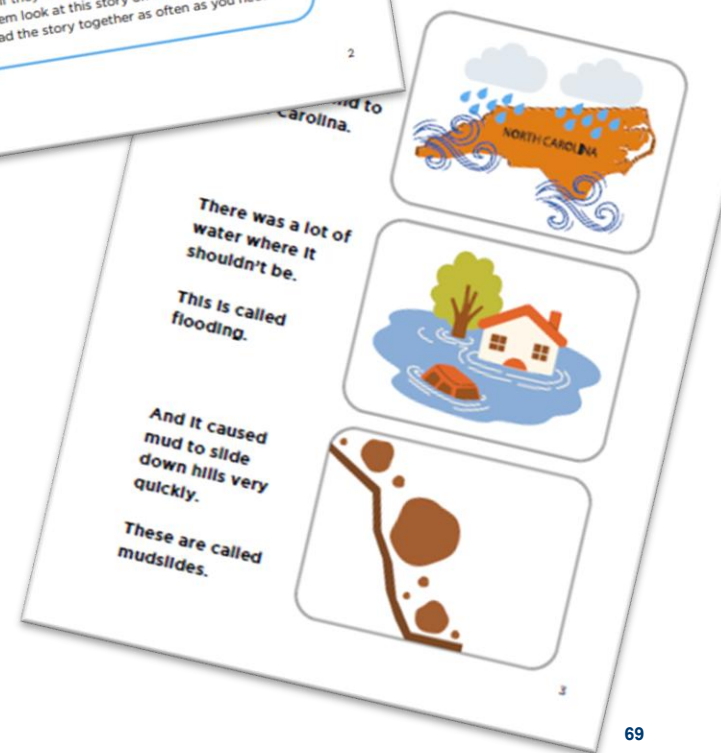 em look at this story
ad the story together as often as you
2
to
Carolina.
NORTH CAROLINA
There was a lot of
water where it
shouldn't be.
This is called
flooding.
And it caused
mud to slide
down hills very
quickly.
These are called
mudslides.
3
69